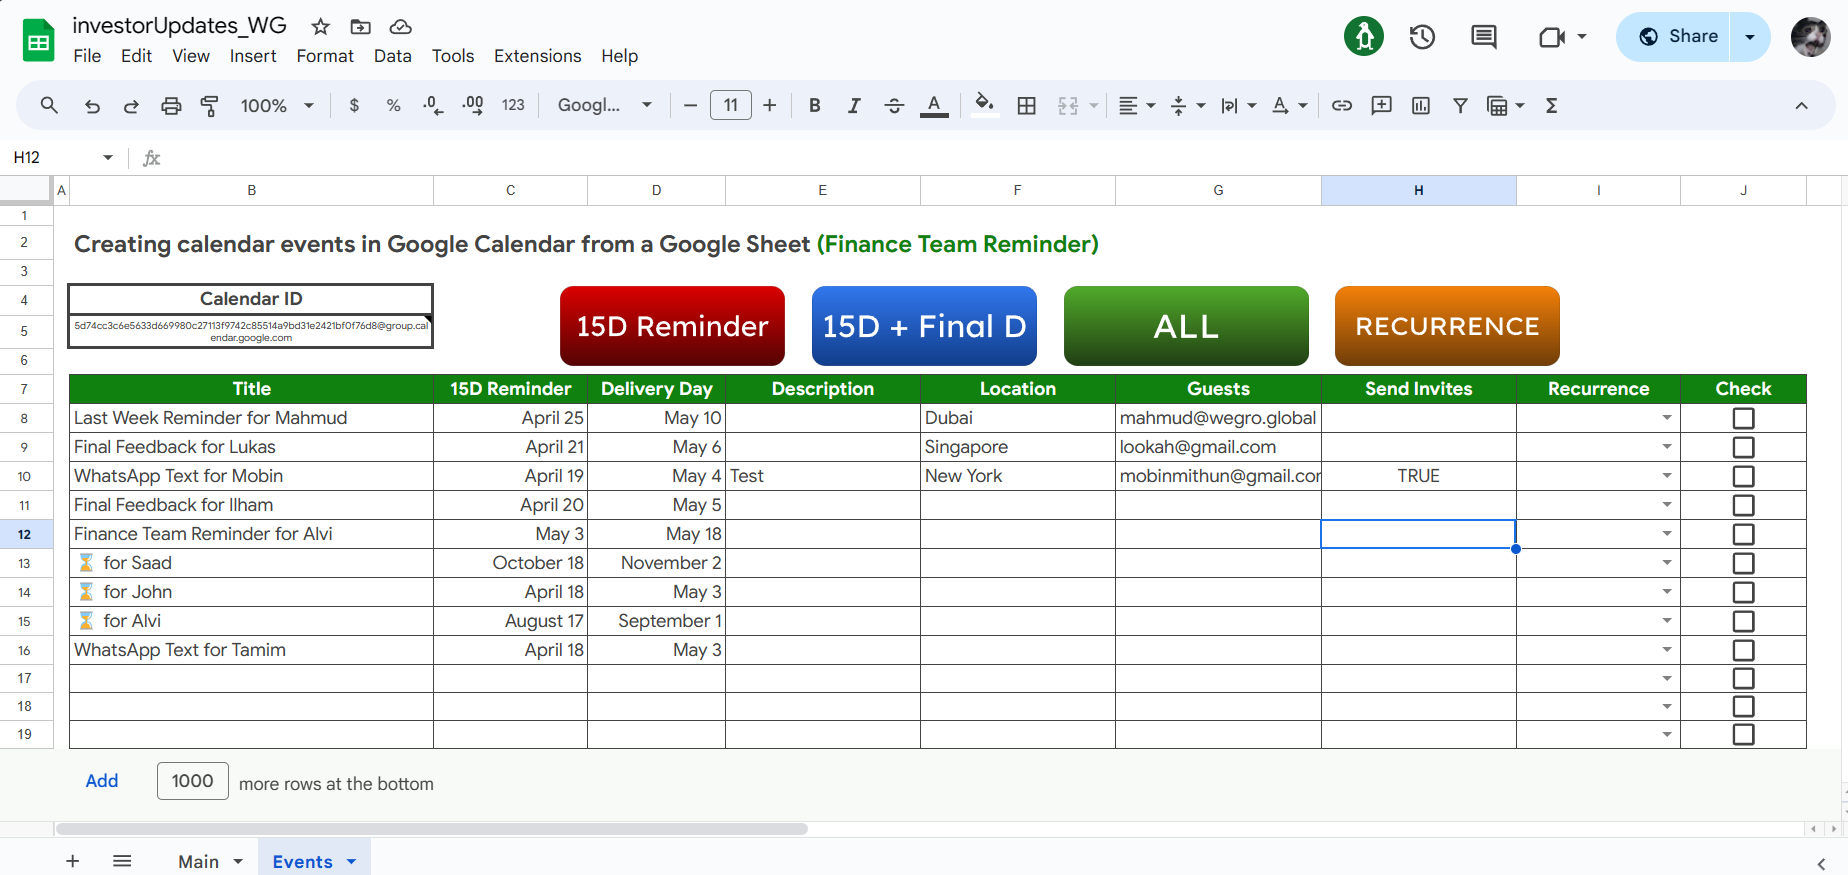 investorUpdates_WG
File Edit View Insert Format Data Tools Extensions Help
Share
100% $ % .0 .00 123 Googl... 11 B I A
H12 fx
A B C D E F G H I J
1
2 Creating calendar events in Google Calendar from a Google Sheet (Finance Team Reminder)
3
4 Calendar ID
5 5d74cc3c6e5633d669980c27113f9742c85514a9bd31e2421bf0f76d8@group.cal
endar.google.com
15D Reminder 15D + Final D ALL RECURRENCE
6
7 Title 15D Reminder Delivery Day Description Location Guests Send Invites Recurrence Check
8 Last Week Reminder for Mahmud April 25 May 10 Dubai mahmud@wegro.global
9 Final Feedback for Lukas April 21 May 6 Singapore lookah@gmail.com
10 WhatsApp Text for Mobin April 19 May 4 Test New York mobinmithun@gmail.cor TRUE
11 Final Feedback for Ilham April 20 May 5
12 Finance Team Reminder for Alvi May 3 May 18
13 ⏳ for Saad October 18 November 2
14 ⏳ for John April 18 May 3
15 ⏳ for Alvi August 17 September 1
16 WhatsApp Text for Tamim April 18 May 3
17
18
19
Add 1000 more rows at the bottom
Main Events